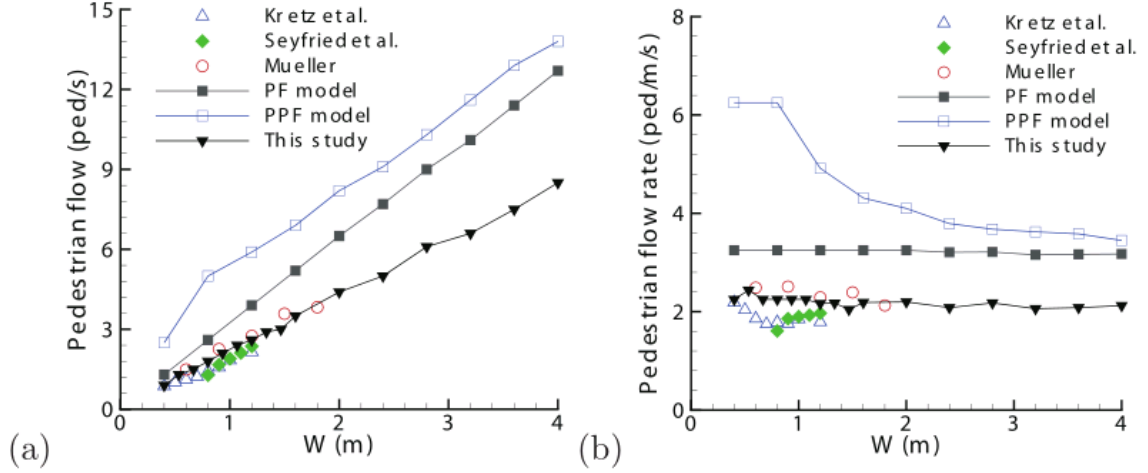 Pedestrian flow (ped/s)
15
12
9
6
3
0
Kretz et al.
Seyfried et al.
Mueller
PF model
PPF model
This study
0
1
2
3
4
W (m)
(a)
Pedestrian flow rate (ped/m/s)
8
6
4
2
0
Kretz et al.
Seyfried et al.
Mueller
PF model
PPF model
This study
0
1
2
3
4
W (m)
(b)